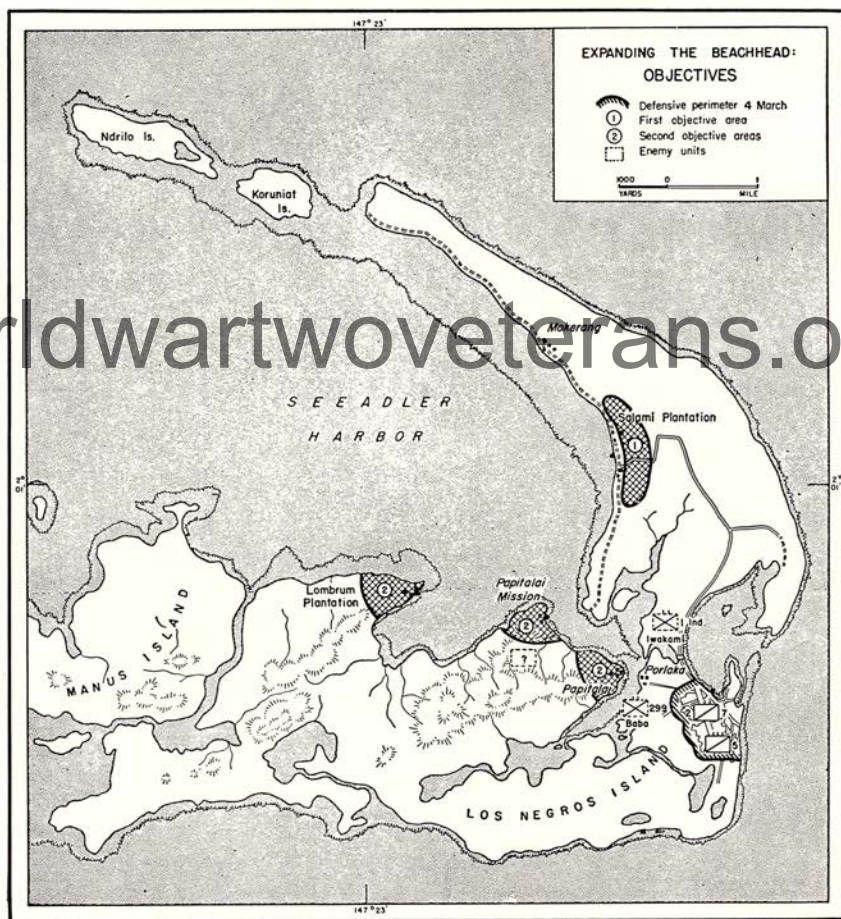 147° 23'
EXPANDING THE BEACHHEAD:
OBJECTIVES
Defensive perimeter 4 March
1 First objective area
2 Second objective areas
Enemy units
1000 0 1
YARDS MILE
Ndrilo Is.
Koruniat
Is.
rldwartwoveterans.o
Mokerang
SEEADLER
HARBOR
Salami Plantation
1
2°
01'
2°
01'
Lombrum
Plantation
2
Papitalai
Mission
2
MANUS ISLAND
?
2
Papitalai
1 Ind
Iwakami
Porlaka
299
Baba
2 7
5
LOS NEGROS ISLAND
147° 23'